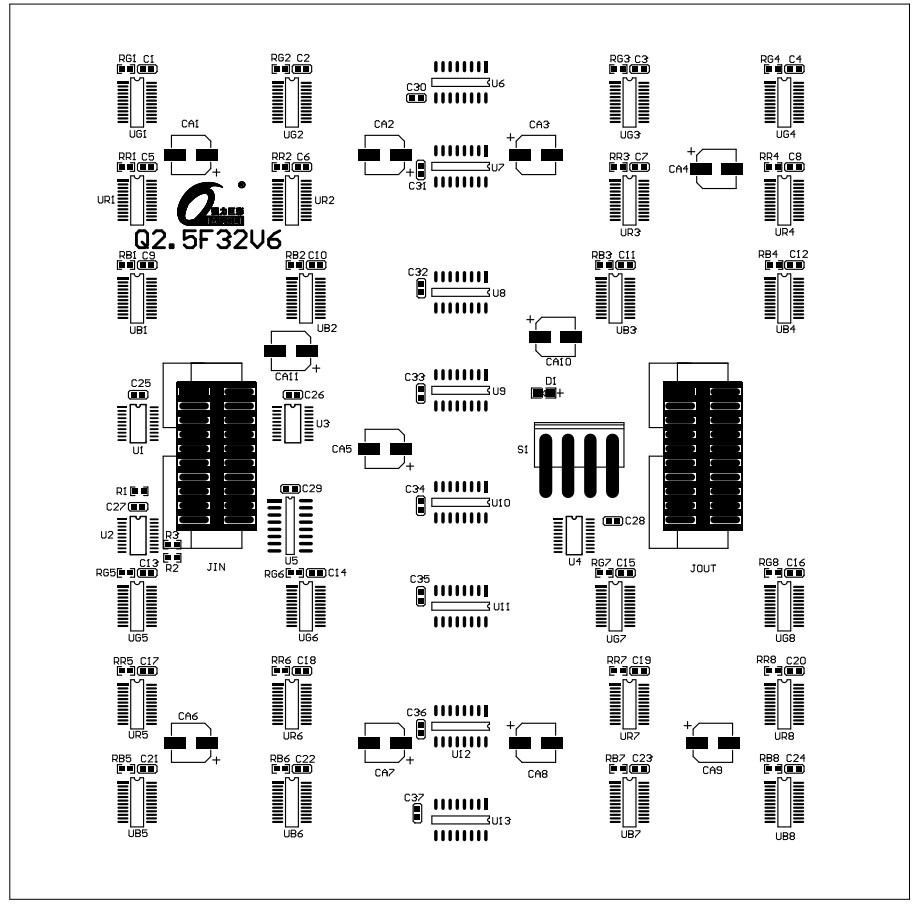 RG1 C1
RG2 C2
RG3 C3
RG4 C4
U6
C30
UG1
UG2
UG3
UG4
CA1
CA2
CA3
RR1 C5
RR2 C6
RR3 C7
RR4 C8
U7
CA4
C31
UR1
UR2
UR3
UR4
Q2.5F32V6
RB1 C9
RB2 C10
RB3 C11
RB4 C12
C32
U8
UB1
UB2
UB3
UB4
CA10
CA11
C25
C26
C33
U9
D1
U1
U3
CA5
S1
R1
C29
C34
U10
C27
C28
U2
R3
R2
U5
U4
JIN
JOUT
RG5 C13
RG6 C14
RG7 C15
RG8 C16
C35
U11
UG5
UG6
UG7
UG8
RR5 C17
RR6 C18
RR7 C19
RR8 C20
CA6
C36
UR5
UR6
UR7
UR8
U12
RB5 C21
RB6 C22
CA7
CA8
RB7 C23
CA9
RB8 C24
C37
U13
UB5
UB6
UB7
UB8